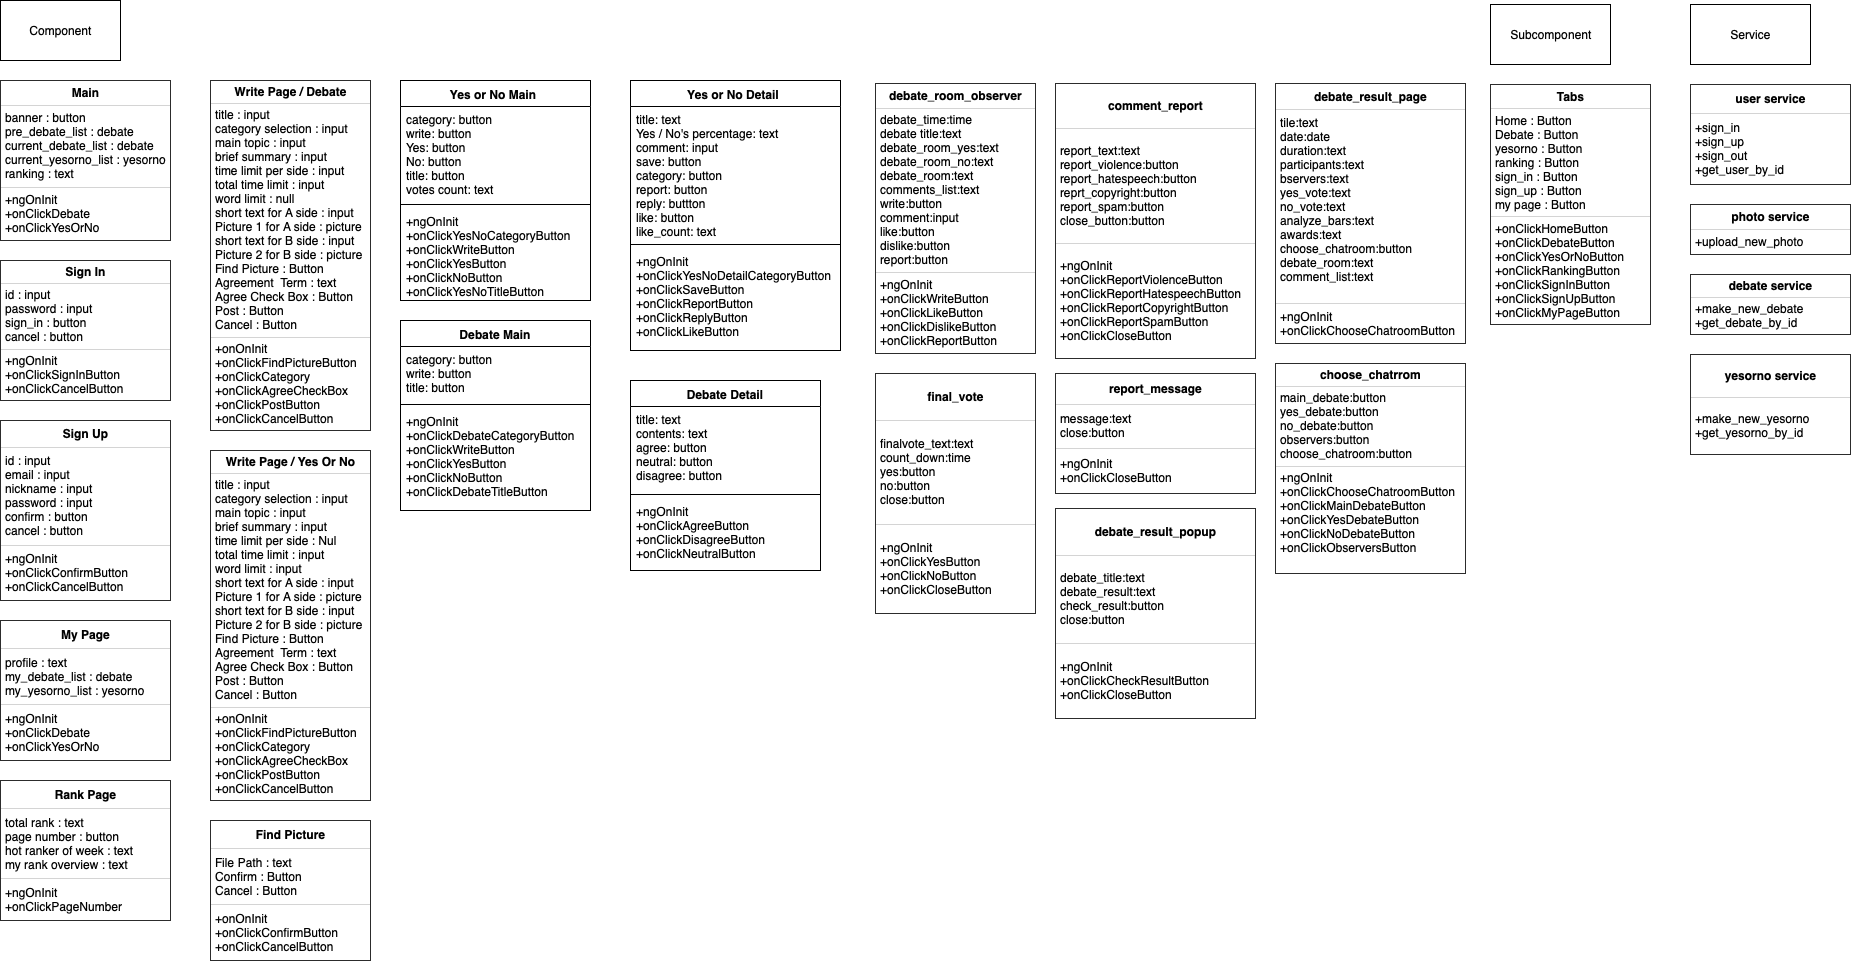 Component
Main
banner : button
pre_debate_list : debate
current_debate_list : debate
current_yesorno_list : yesorno
ranking : text
+ngOnInit
+onClickDebate
+onClickYesOrNo
Sign In
id : input
password : input
sign_in : button
cancel : button
+ngOnInit
+onClickSignInButton
+onClickCancelButton
Sign Up
id : input
email : input
nickname : input
password : input
confirm : button
cancel : button
+ngOnInit
+onClickConfirmButton
+onClickCancelButton
My Page
profile : text
my_debate_list : debate
my_yesorno_list : yesorno
+ngOnInit
+onClickDebate
+onClickYesOrNo
Rank Page
total rank : text
page number : button
hot ranker of week : text
my rank overview : text
+ngOnInit
+onClickPageNumber
Write Page / Debate
title : input
category selection : input
main topic : input
brief summary : input
time limit per side : input
total time limit : input
word limit : null
short text for A side : input
Picture 1 for A side : picture
short text for B side : input
Picture 2 for B side : picture
Find Picture : Button
Agreement  Term : text
Agree Check Box : Button
Post : Button
Cancel : Button
+onOnInit
+onClickFindPictureButton
+onClickCategory
+onClickAgreeCheckBox
+onClickPostButton
+onClickCancelButton
Write Page / Yes Or No
title : input
category selection : input
main topic : input
brief summary : input
time limit per side : Nul
total time limit : input
word limit : input
short text for A side : input
Picture 1 for A side : picture
short text for B side : input
Picture 2 for B side : picture
Find Picture : Button
Agreement  Term : text
Agree Check Box : Button
Post : Button
Cancel : Button
+onOnInit
+onClickFindPictureButton
+onClickCategory
+onClickAgreeCheckBox
+onClickPostButton
+onClickCancelButton
Find Picture
File Path : text
Confirm : Button
Cancel : Button
+onOnInit
+onClickConfirmButton
+onClickCancelButton
Yes or No Main
category: button
write: button
Yes: button
No: button
title: button
votes count: text
+ngOnInit
+onClickYesNoCategoryButton
+onClickWriteButton
+onClickYesButton
+onClickNoButton
+onClickYesNoTitleButton
Debate Main
category: button
write: button
title: button
+ngOnInit
+onClickDebateCategoryButton
+onClickWriteButton
+onClickYesButton
+onClickNoButton
+onClickDebateTitleButton
Yes or No Detail
title: text
Yes / No's percentage: text
comment: input
save: button
category: button
report: button
reply: buttton
like: button
like_count: text
+ngOnInit
+onClickYesNoDetailCategoryButton
+onClickSaveButton
+onClickReportButton
+onClickReplyButton
+onClickLikeButton
Debate Detail
title: text
contents: text
agree: button
neutral: button
disagree: button
+ngOnInit
+onClickAgreeButton
+onClickDisagreeButton
+onClickNeutralButton
debate_room_observer
debate_time:time
debate title:text
debate_room_yes:text
debate_room_no:text
debate_room:text
comments_list:text
write:button
comment:input
like:button
dislike:button
report:button
+ngOnInit
+onClickWriteButton
+onClickLikeButton
+onClickDislikeButton
+onClickReportButton
final_vote
finalvote_text:text
count_down:time
yes:button
no:button
close:button
+ngOnInit
+onClickYesButton
+onClickNoButton
+onClickCloseButton
comment_report
report_text:text
report_violence:button
report_hatespeech:button
reprt_copyright:button
report_spam:button
close_button:button
+ngOnInit
+onClickReportViolenceButton
+onClickReportHatespeechButton
+onClickReportCopyrightButton
+onClickReportSpamButton
+onClickCloseButton
report_message
message:text
close:button
+ngOnInit
+onClickCloseButton
debate_result_popup
debate_title:text
debate_result:text
check_result:button
close:button
+ngOnInit
+onClickCheckResultButton
+onClickCloseButton
debate_result_page
tile:text
date:date
duration:text
participants:text
bservers:text
yes_vote:text
no_vote:text
analyze_bars:text
awards:text
choose_chatroom:button
debate_room:text
comment_list:text
+ngOnInit
+onClickChooseChatroomButton
choose_chatrrom
main_debate:button
yes_debate:button
no_debate:button
observers:button
choose_chatroom:button
+ngOnInit
+onClickChooseChatroomButton
+onClickMainDebateButton
+onClickYesDebateButton
+onClickNoDebateButton
+onClickObserversButton
Subcomponent
Tabs
Home : Button
Debate : Button
yesorno : Button
ranking : Button
sign_in : Button
sign_up : Button
my page : Button
+onClickHomeButton
+onClickDebateButton
+onClickYesOrNoButton
+onClickRankingButton
+onClickSignInButton
+onClickSignUpButton
+onClickMyPageButton
Service
user service
+sign_in
+sign_up
+sign_out
+get_user_by_id
photo service
+upload_new_photo
debate service
+make_new_debate
+get_debate_by_id
yesorno service
+make_new_yesorno
+get_yesorno_by_id